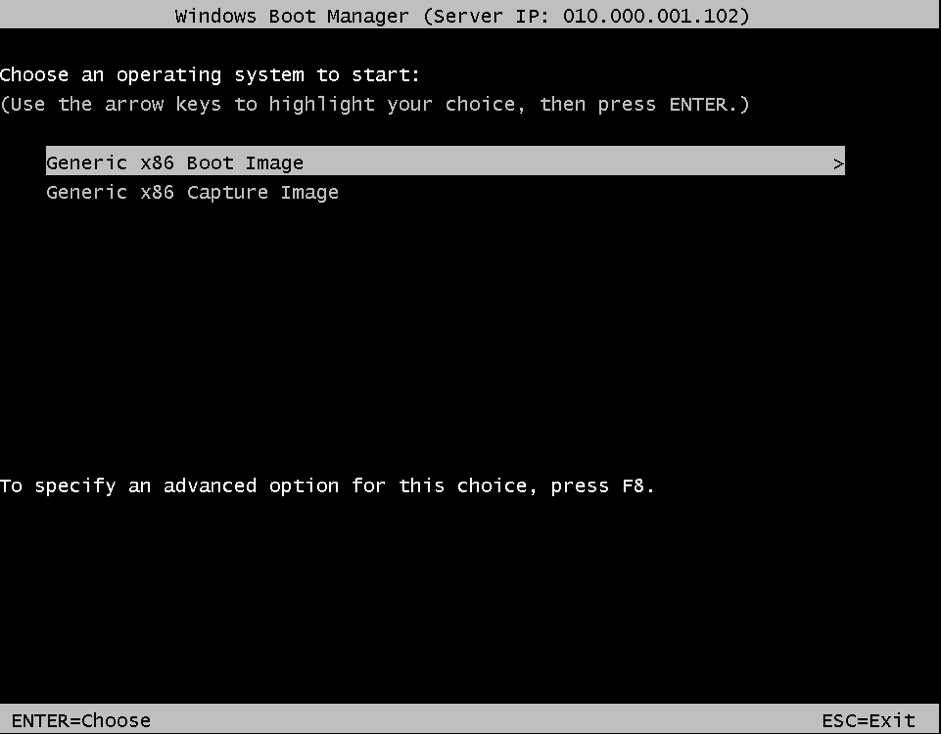 Windows Boot Manager (Server IP: 010.000.001.102)
Choose an operating system to start:
(Use the arrow keys to highlight your choice, then press ENTER.)
Generic x86 Boot Image >
Generic x86 Capture Image
To specify an advanced option for this choice, press F8.
ENTER=Choose ESC=Exit